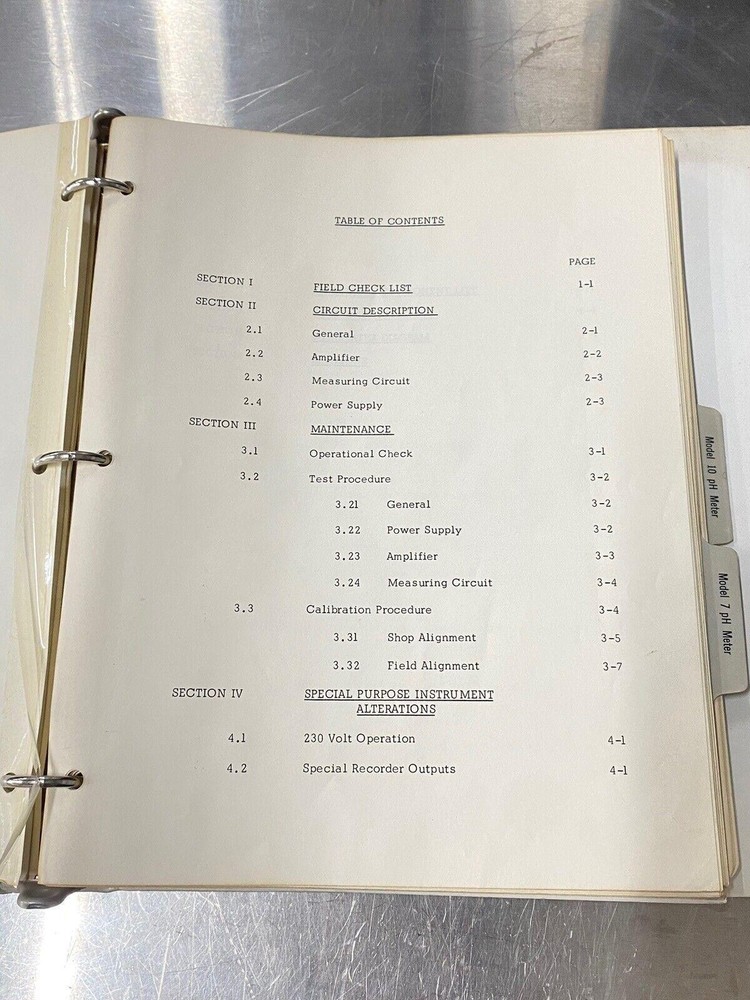 TABLE OF CONTENTS
PAGE
SECTION I FIELD CHECK LIST 1-1
SECTION II CIRCUIT DESCRIPTION
2.1 General 2-1
2.2 Amplifier 2-2
2.3 Measuring Circuit 2-3
2.4 Power Supply 2-3
SECTION III MAINTENANCE
3.1 Operational Check 3-1
3.2 Test Procedure 3-2
3.21 General 3-2
3.22 Power Supply 3-2
3.23 Amplifier 3-3
3.24 Measuring Circuit 3-4
3.3 Calibration Procedure 3-4
3.31 Shop Alignment 3-5
3.32 Field Alignment 3-7
SECTION IV SPECIAL PURPOSE INSTRUMENT
ALTERATIONS
4.1 230 Volt Operation 4-1
4.2 Special Recorder Outputs 4-1
Model 10 pH Meter
Model 7 pH Meter